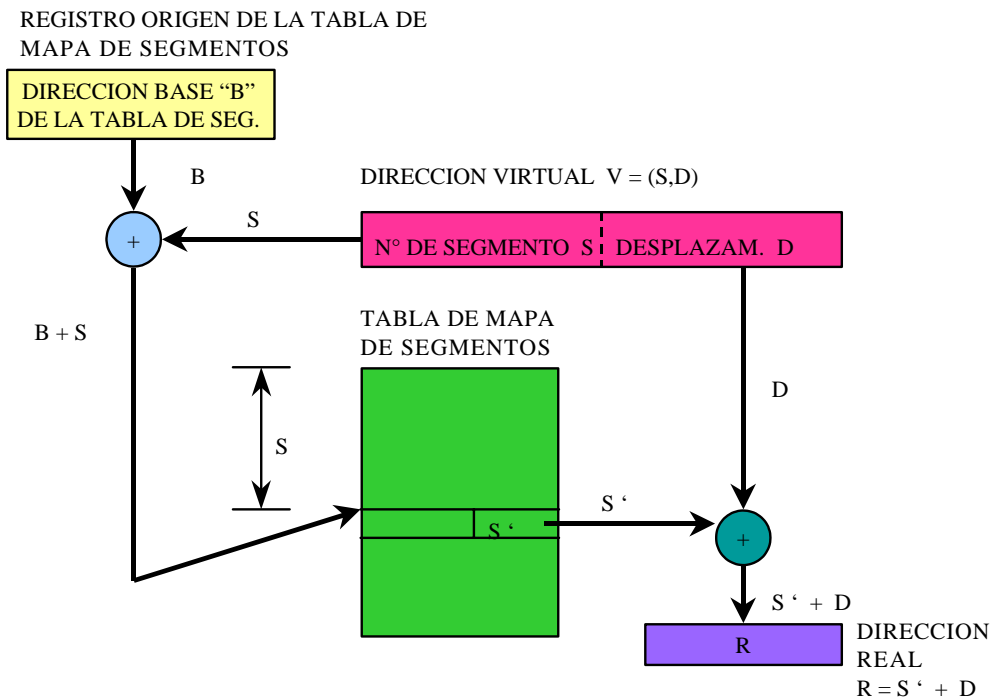 REGISTRO ORIGEN DE LA TABLA DE
MAPA DE SEGMENTOS
DIRECCION BASE “B”
DE LA TABLA DE SEG.
B
DIRECCION VIRTUAL V = (S,D)
S
+
N° DE SEGMENTO S
DESPLAZAM. D
B + S
TABLA DE MAPA
DE SEGMENTOS
D
S
S ‘
S ‘
+
S ‘ + D
R
DIRECCION
REAL
R = S ‘ + D